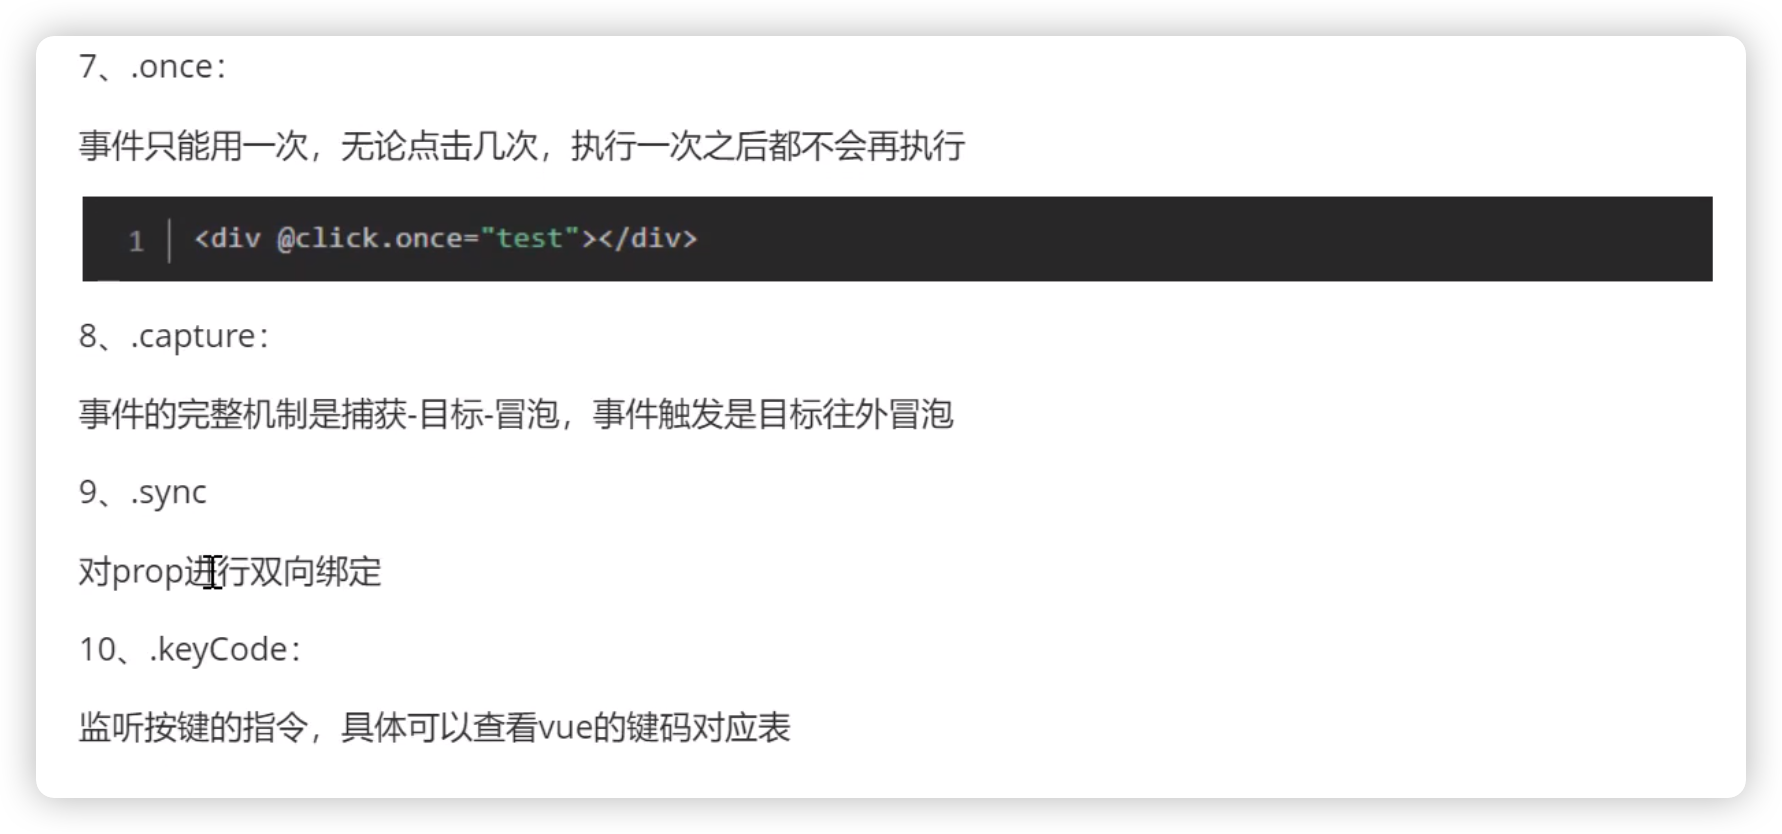 7、.once：
事件只能用一次，无论点击几次，执行一次之后都不会再执行
1 <div @click.once="test"></div>
8、.capture：
事件的完整机制是捕获-目标-冒泡，事件触发是目标往外冒泡
9、.sync
对prop进行双向绑定
10、.keyCode：
监听按键的指令，具体可以查看vue的键码对应表